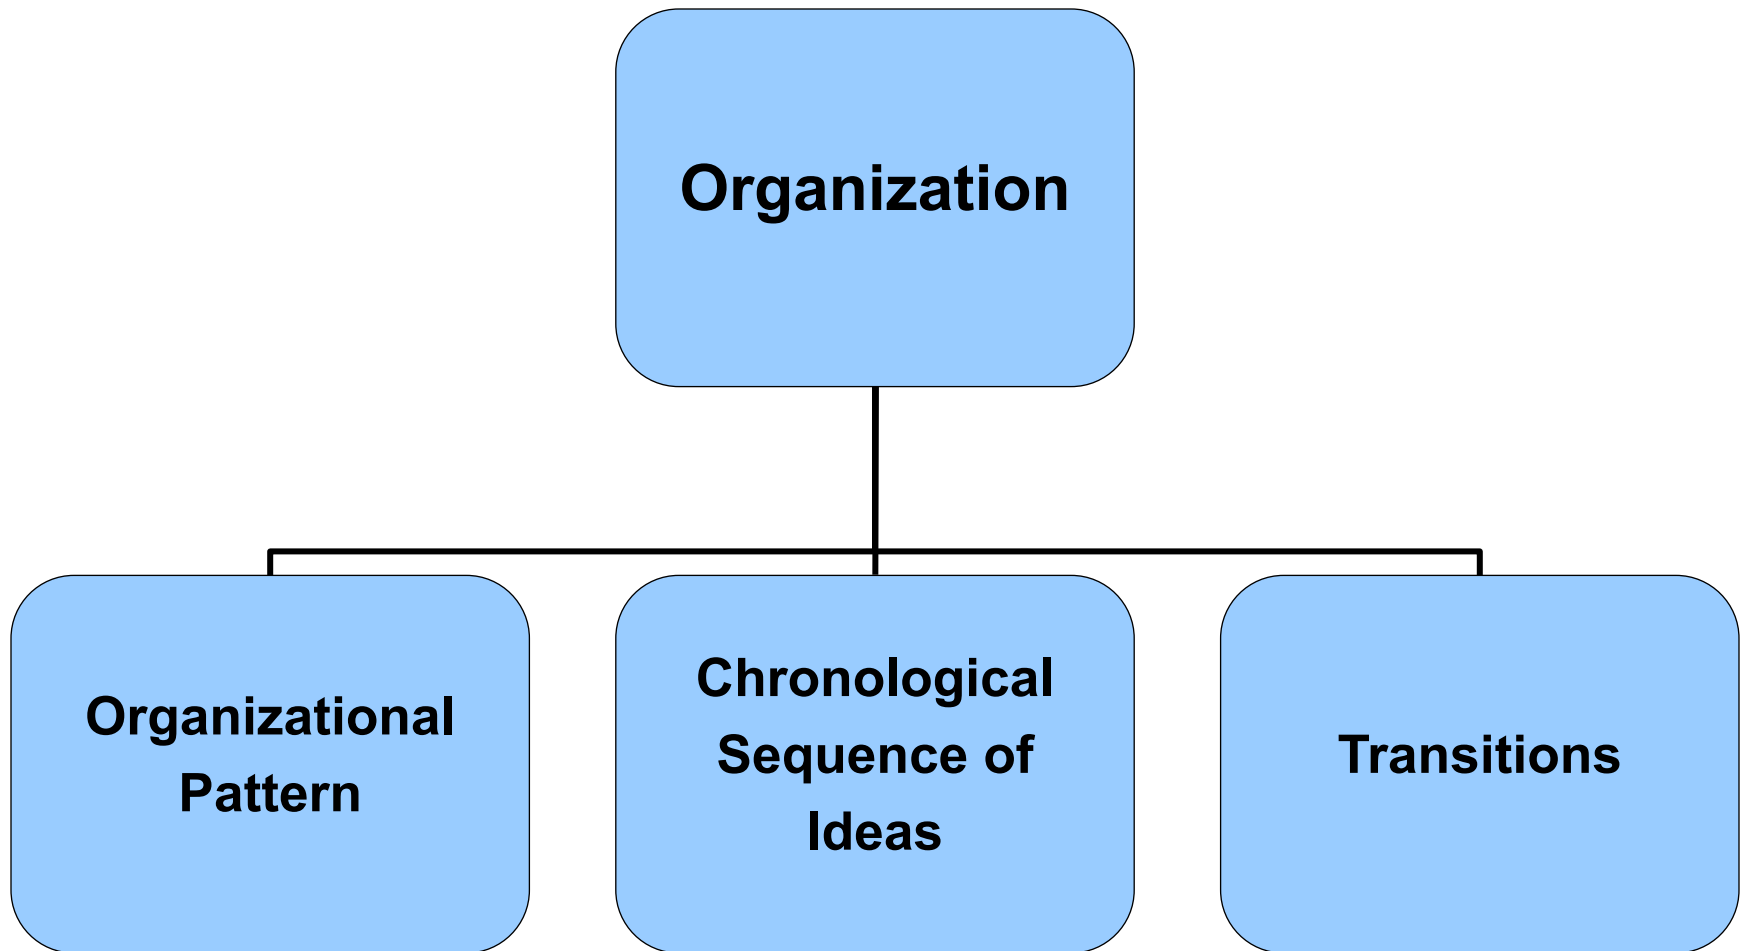 Organization
Organizational
Pattern
Chronological
Sequence of
Ideas
Transitions